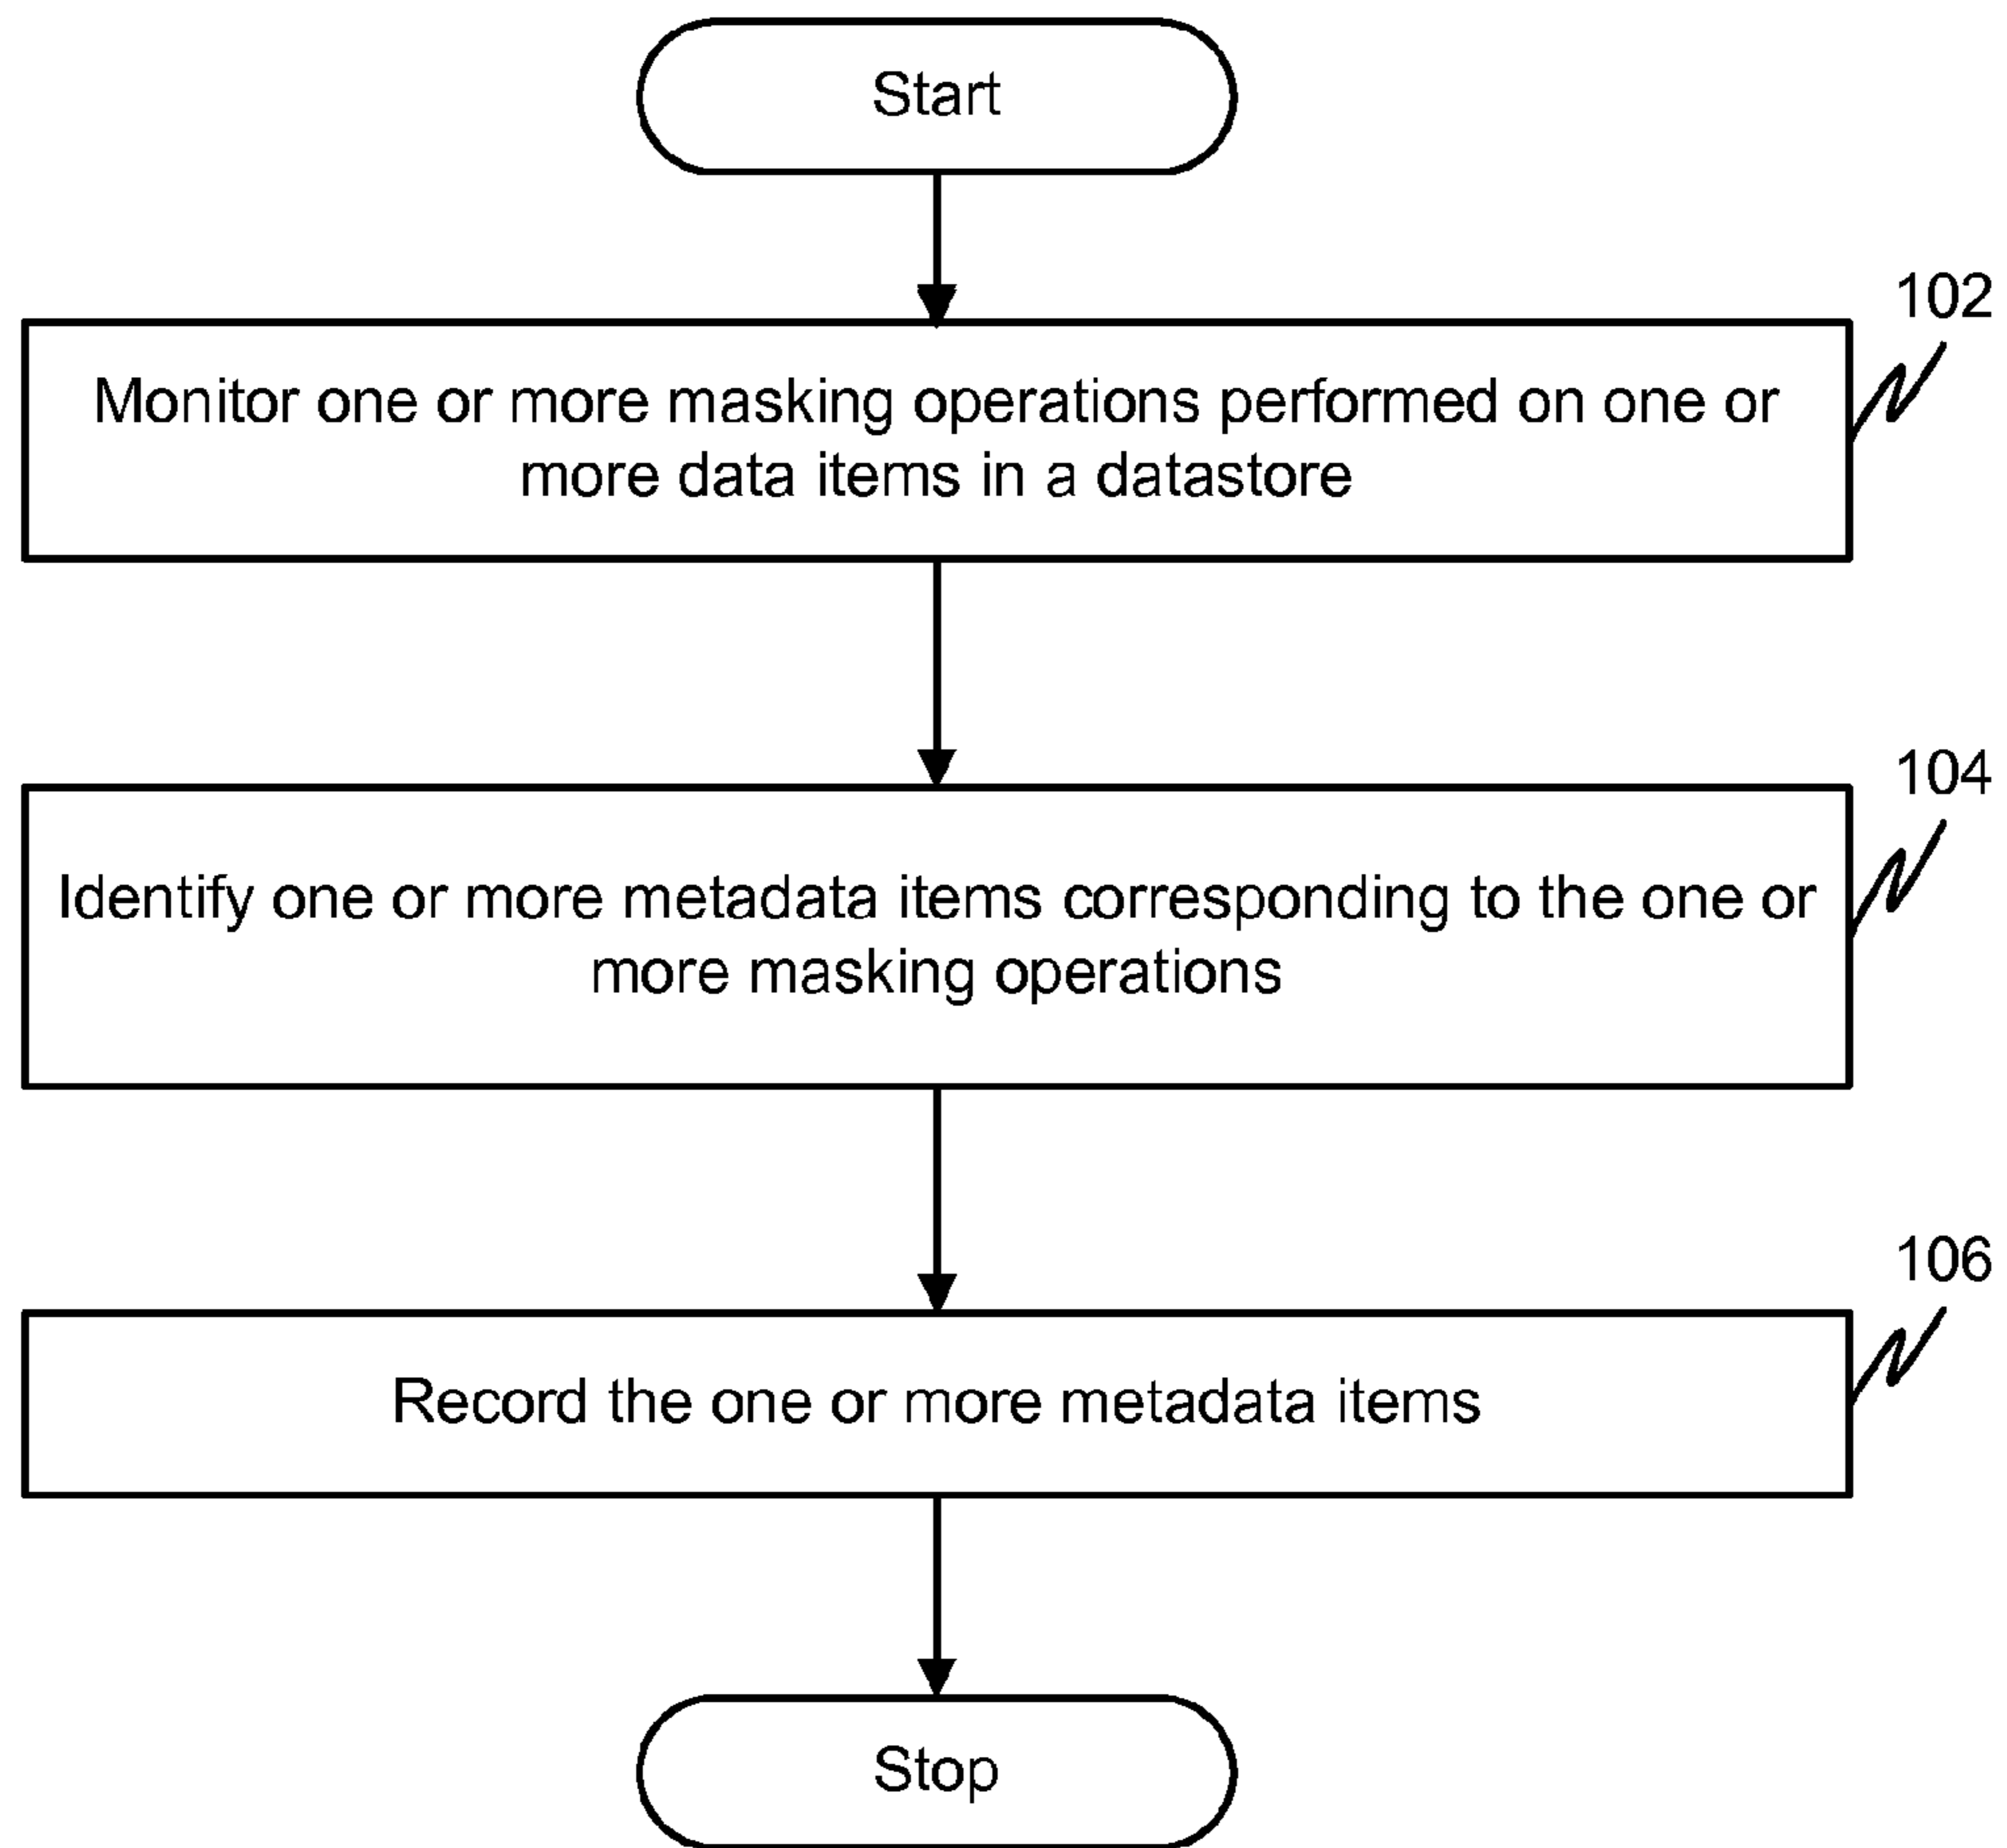 Start
102
Monitor one or more masking operations performed on one or
more data items in a datastore
104
Identify one or more metadata items corresponding to the one or
more masking operations
106
Record the one or more metadata items
Stop